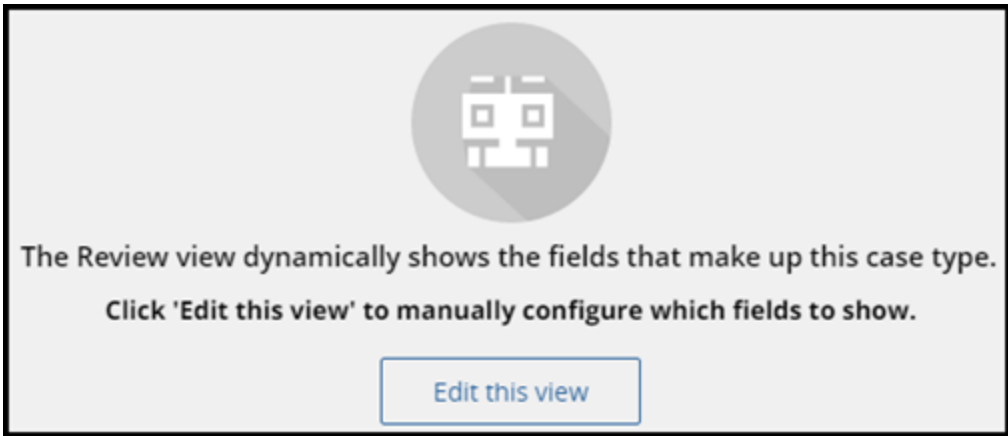 The Review view dynamically shows the fields that make up this case type.
Click 'Edit this view' to manually configure which fields to show.
Edit this view